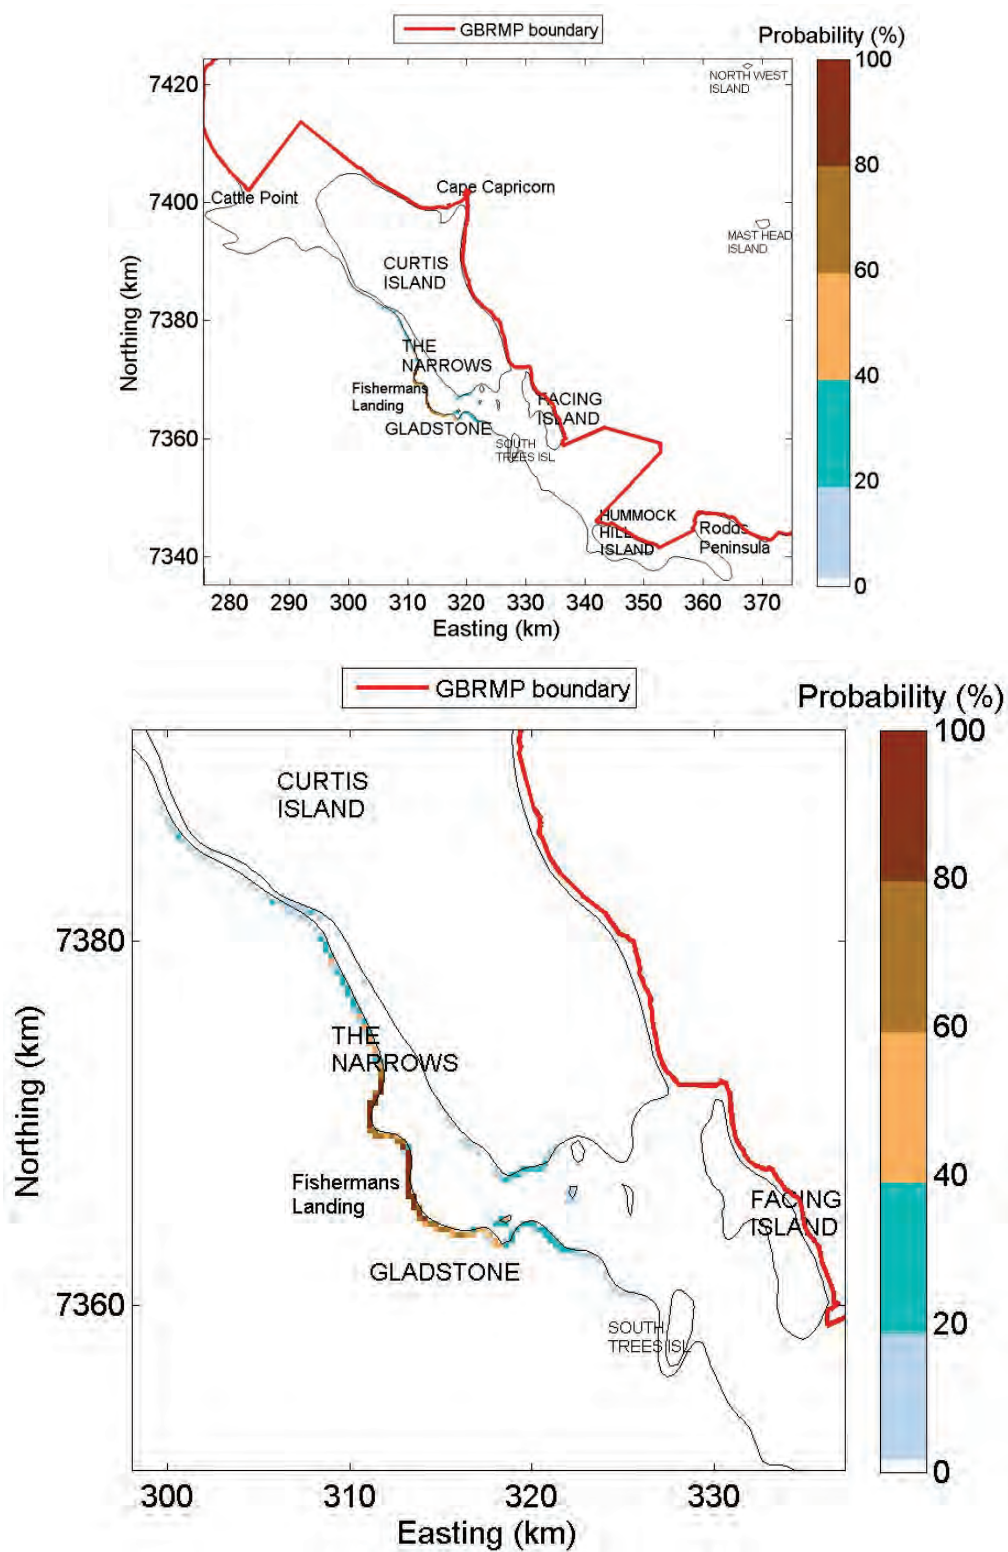 GBRMP boundary
Probability (%)
100
80
60
40
20
0
7420
7400
7380
7360
7340
Northing (km)
NORTH WEST
ISLAND
Cattle Point
Cape Capricorn
MAST HEAD
ISLAND
CURTIS
ISLAND
THE
NARROWS
Fishermans
Landing
FACING
ISLAND
GLADSTONE
SOUTH
TREES ISL
HUMMOCK
HILL
ISLAND
Rodds
Peninsula
280 290 300 310 320 330 340 350 360 370
Easting (km)
GBRMP boundary
Probability (%)
100
80
60
40
20
0
CURTIS
ISLAND
7380
7360
Northing (km)
THE
NARROWS
Fishermans
Landing
FACING
ISLAND
GLADSTONE
SOUTH
TREES ISL
300 310 320 330
Easting (km)